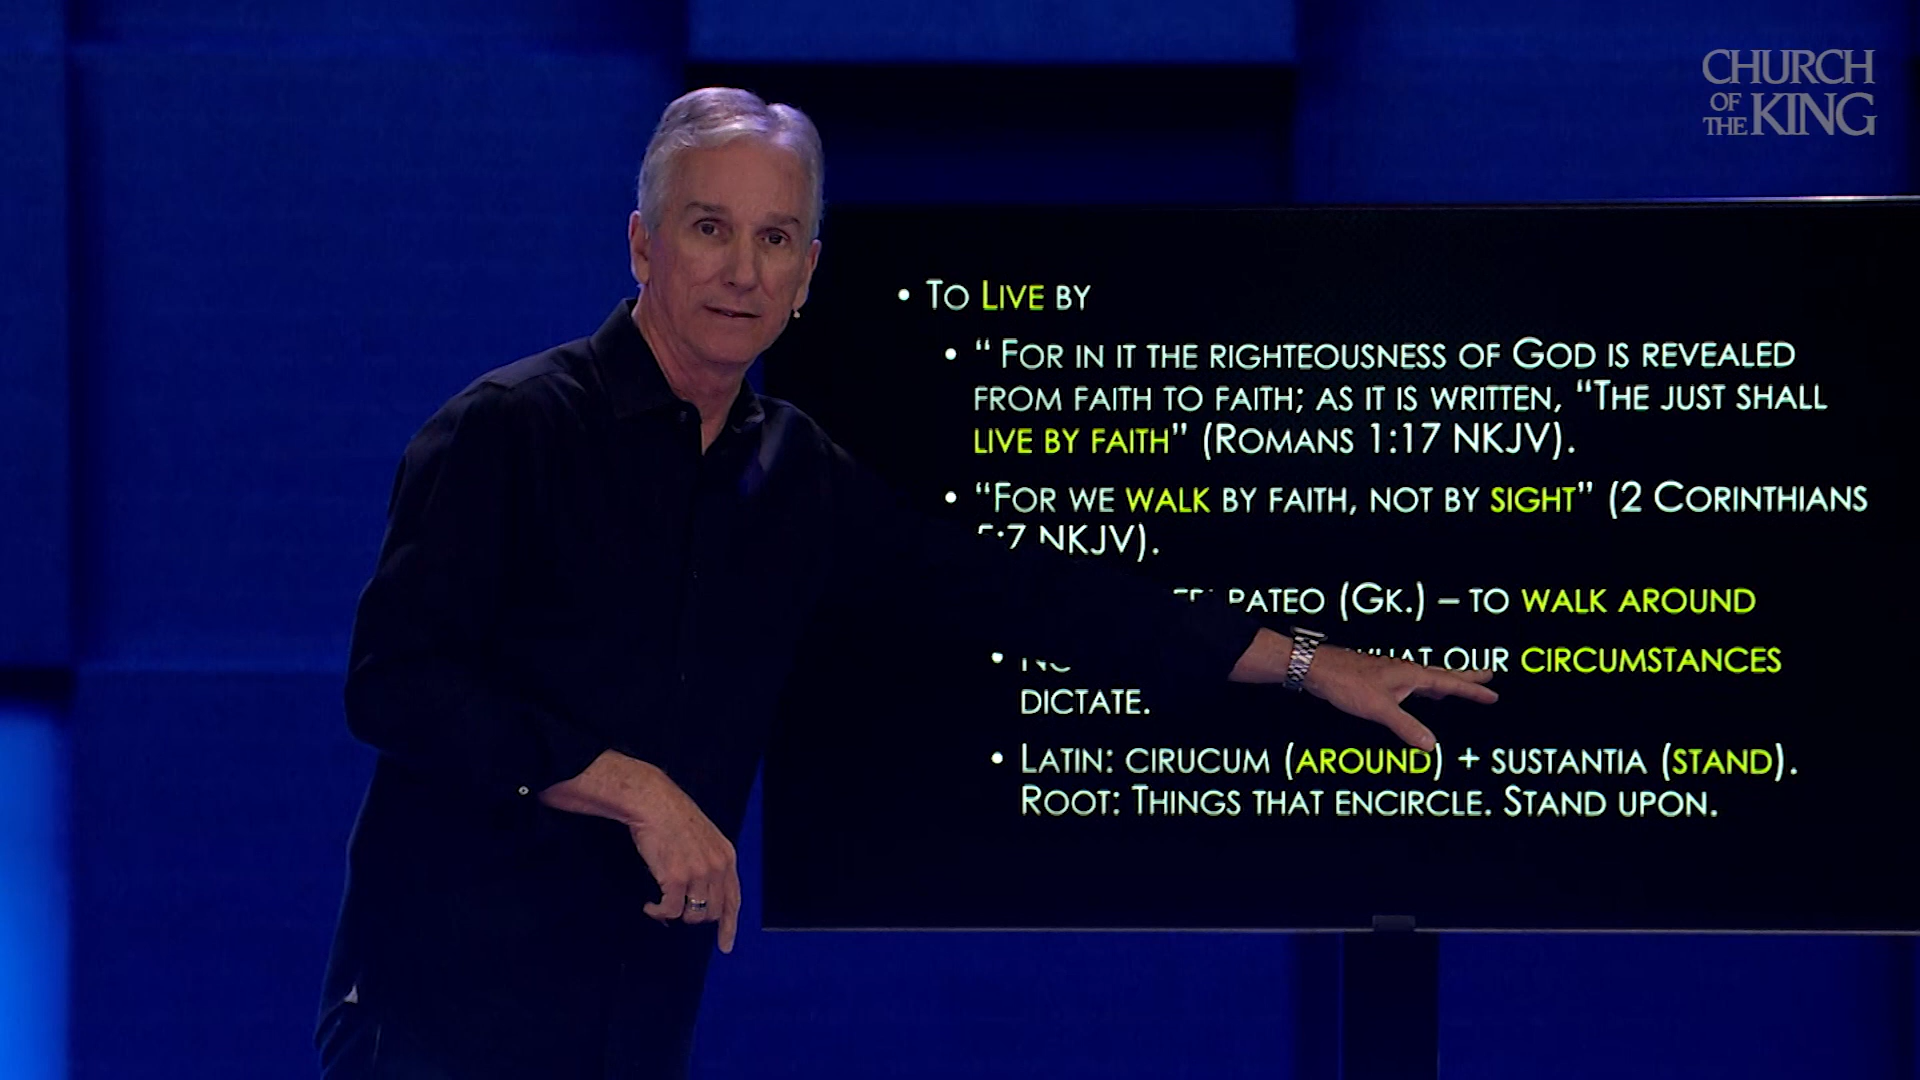 CHURCH
OF
THE KING
• TO LIVE BY
• “ FOR IN IT THE RIGHTEOUSNESS OF GOD IS REVEALED
FROM FAITH TO FAITH; AS IT IS WRITTEN, “THE JUST SHALL
LIVE BY FAITH” (ROMANS 1:17 NKJV).
• “FOR WE WALK BY FAITH, NOT BY SIGHT” (2 CORINTHIANS
5:7 NKJV).
PATEO (GK.) – TO WALK AROUND
• WHAT OUR CIRCUMSTANCES
DICTATE.
• LATIN: CIRUCUM (AROUND) + SUSTANTIA (STAND).
ROOT: THINGS THAT ENCIRCLE. STAND UPON.